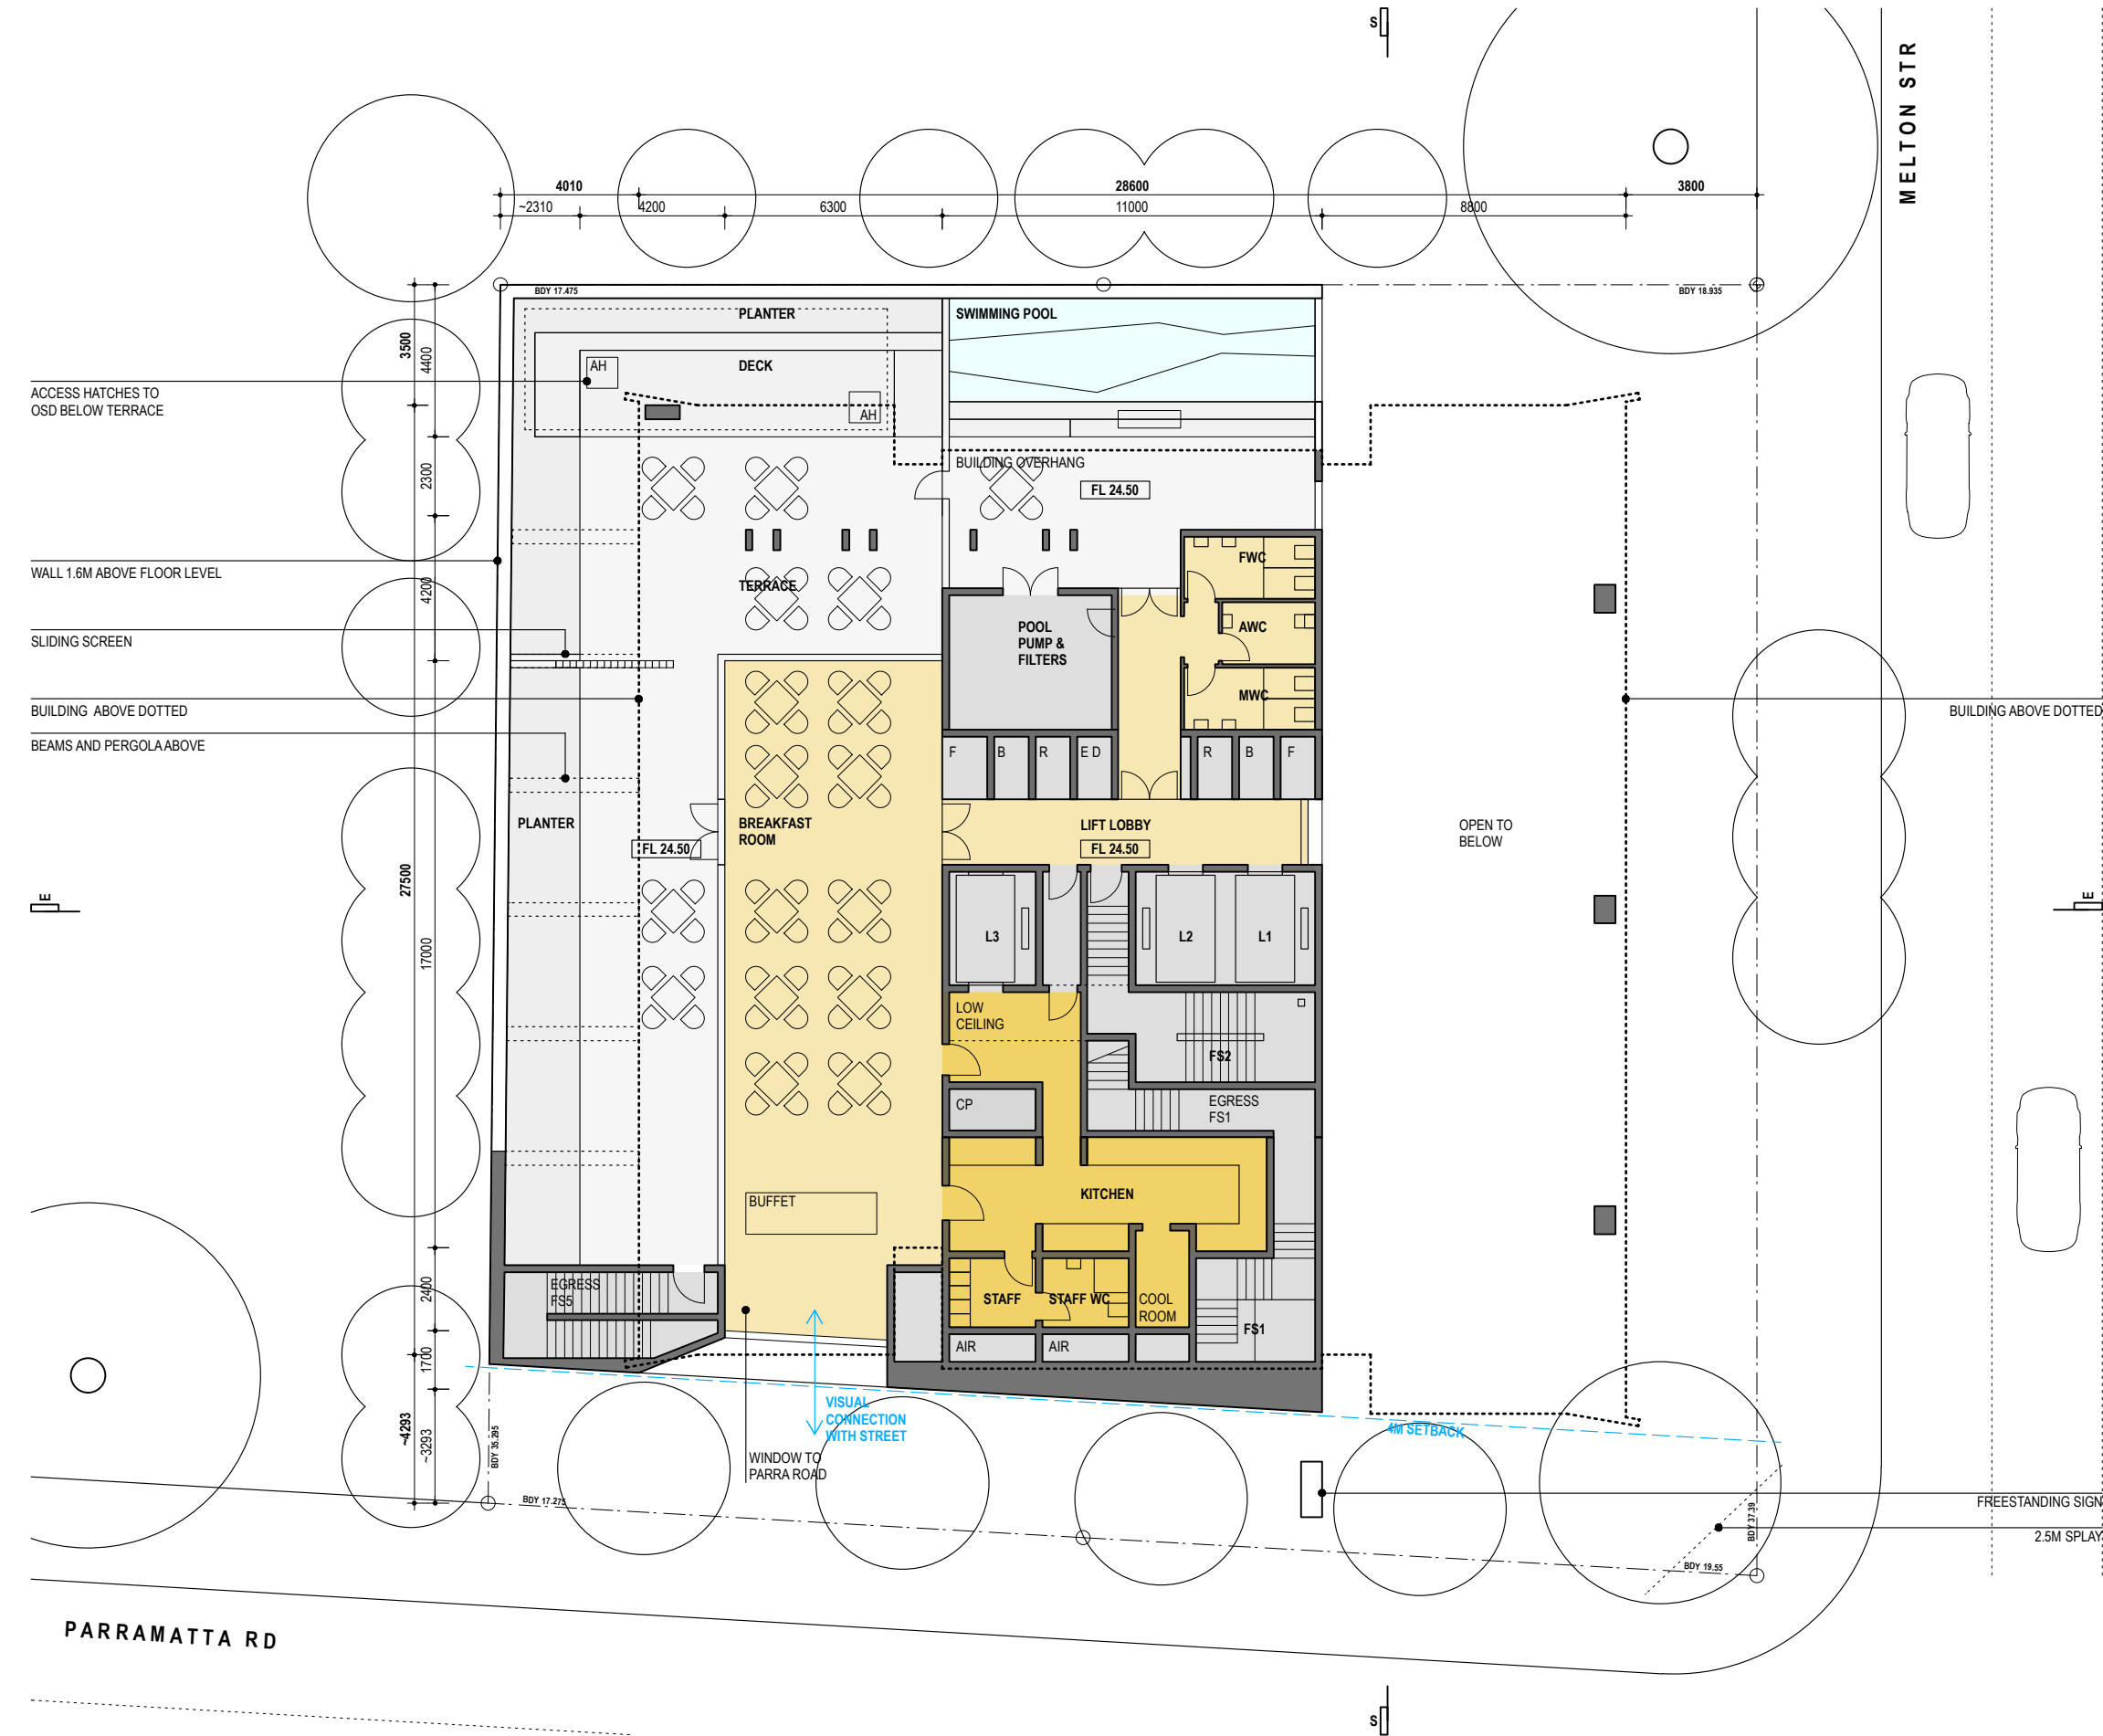 S
MELTON STR
4010
28600
3800
~2310
4200
6300
11000
8800
BDY 17.475
BDY 18.935
PLANTER
SWIMMING POOL
3500
4400
DECK
AH
AH
ACCESS HATCHES TO
OSD BELOW TERRACE
BUILDING OVERHANG
2300
FL 24.50
WALL 1.6M ABOVE FLOOR LEVEL
FWC
TERRACE
4200
SLIDING SCREEN
POOL
PUMP &
FILTERS
AWC
MWC
BUILDING  ABOVE DOTTED
BUILDING ABOVE DOTTED
BEAMS AND PERGOLA ABOVE
F
B
R
E D
R
B
F
PLANTER
BREAKFAST
ROOM
LIFT LOBBY
OPEN TO
BELOW
FL 24.50
FL 24.50
27500
E
E
17000
L3
L2
L1
LOW
CEILING
FS2
CP
EGRESS
FS1
KITCHEN
BUFFET
2400
EGRESS
FS5
STAFF
STAFF WC
COOL
ROOM
FS1
AIR
AIR
1700
VISUAL
CONNECTION
WITH STREET
4M SETBACK
~4293
~3293
BDY 35.295
WINDOW TO
PARRA ROAD
BDY 17.275
FREESTANDING SIGN
BDY 37.39
2.5M SPLAY
BDY 19.55
PARRAMATTA RD
S